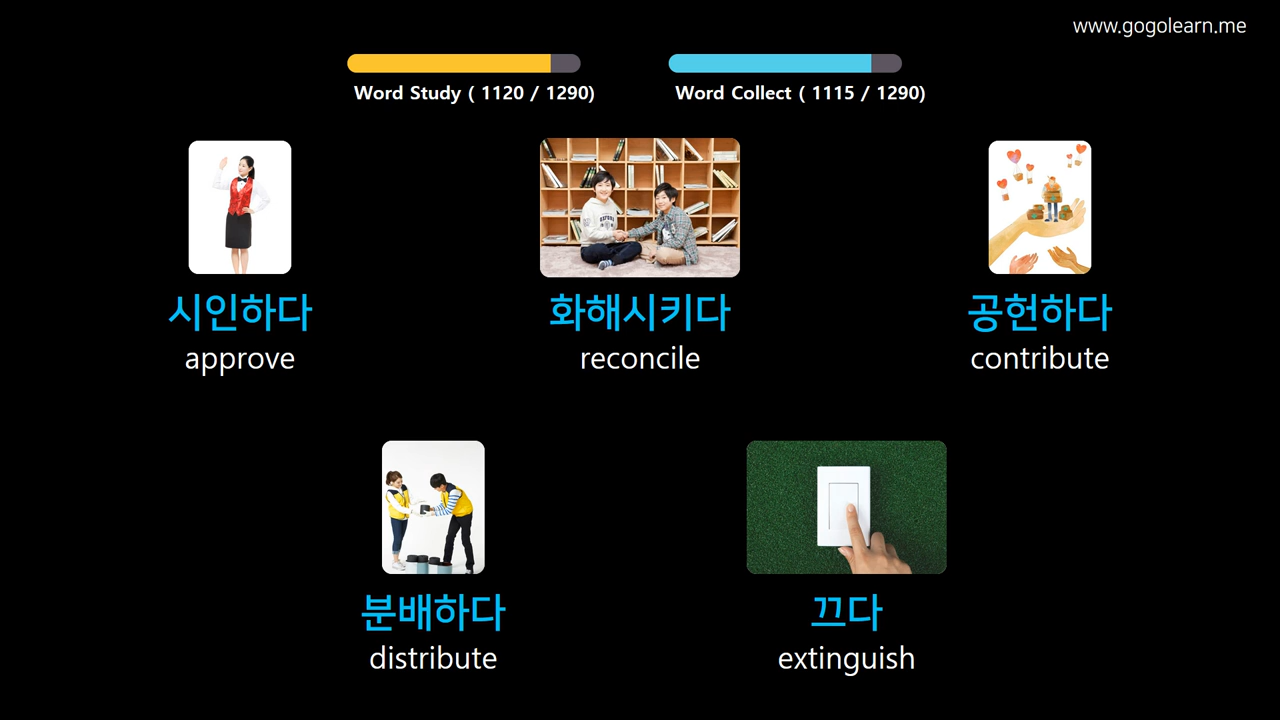 www.gogolearn.me
Word Study ( 1120 / 1290)
Word Collect ( 1115 / 1290)
시인하다
approve
화해시키다
reconcile
공헌하다
contribute
분배하다
distribute
끄다
extinguish